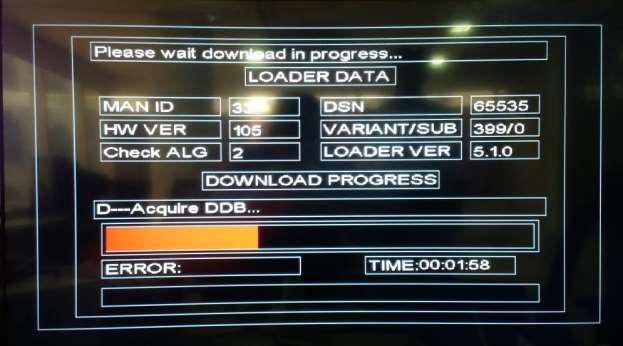 Please wait download in progress...
LOADER DATA
MAN ID DSN 65535
HW VER 105 VARIANT/SUB 399/0
Check ALG 2 LOADER VER 5.1.0
DOWNLOAD PROGRESS
D---Acquire DDB...
ERROR: TIME:00:01:58